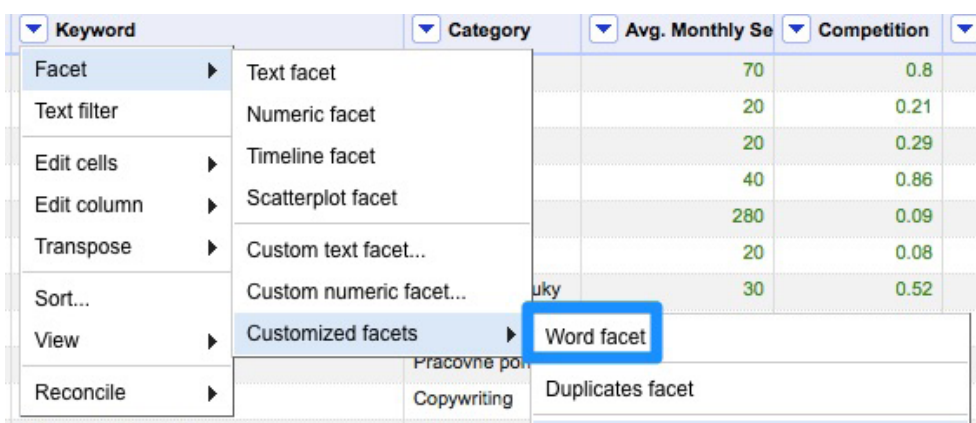 Keyword Category Avg. Monthly Se Competition
Facet
Text filter
Edit cells
Edit column
Transpose
Sort...
View
Reconcile
Text facet
Numeric facet
Timeline facet
Scatterplot facet
Custom text facet...
Custom numeric facet...
Customized facets
Word facet
Duplicates facet
uky
Pracovné pon
Copywriting
70 0.8
20 0.21
20 0.29
40 0.86
280 0.09
20 0.08
30 0.52